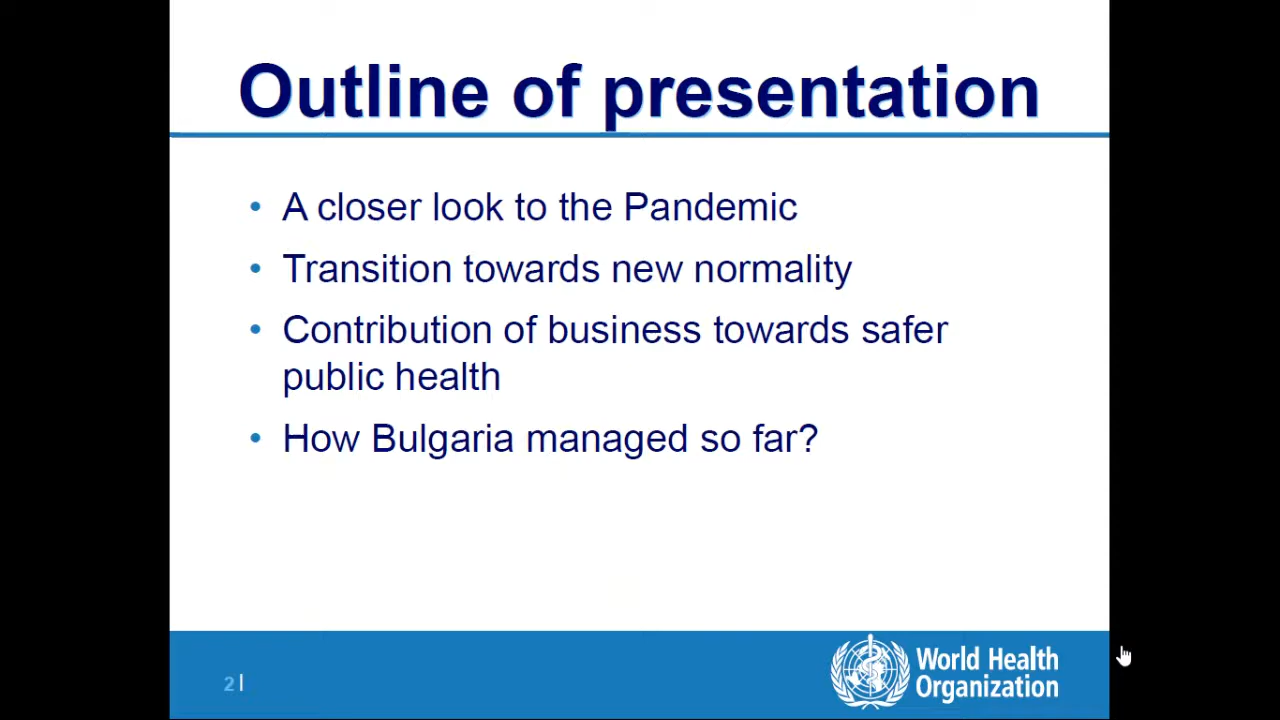 Outline of presentation
• A closer look to the Pandemic
• Transition towards new normality
• Contribution of business towards safer
public health
• How Bulgaria managed so far?
2 |
World Health
Organization